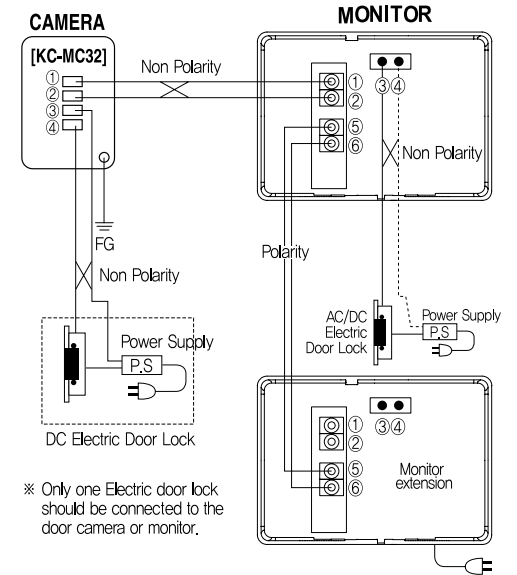 CAMERA
MONITOR
[KC-MC32]
①
②
③
④
Non Polarity
①
②
⑤
⑥
③④
Non Polarity
FG
Non Polarity
Polarity
Power Supply
P.S
DC Electric Door Lock
AC/DC
Electric
Door Lock
Power Supply
P.S
①
②
⑤
⑥
③④
Monitor
extension
※ Only one Electric door lock
should be connected to the
door camera or monitor.